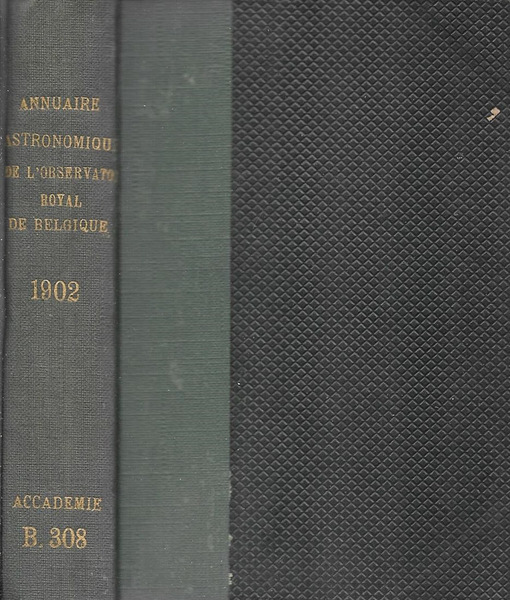 ANNUAIRE
ASTRONOMIQU
DE L'OBSERVATO
ROYAL
DE BELGIQUE
1902
ACCADEMIE
B. 308